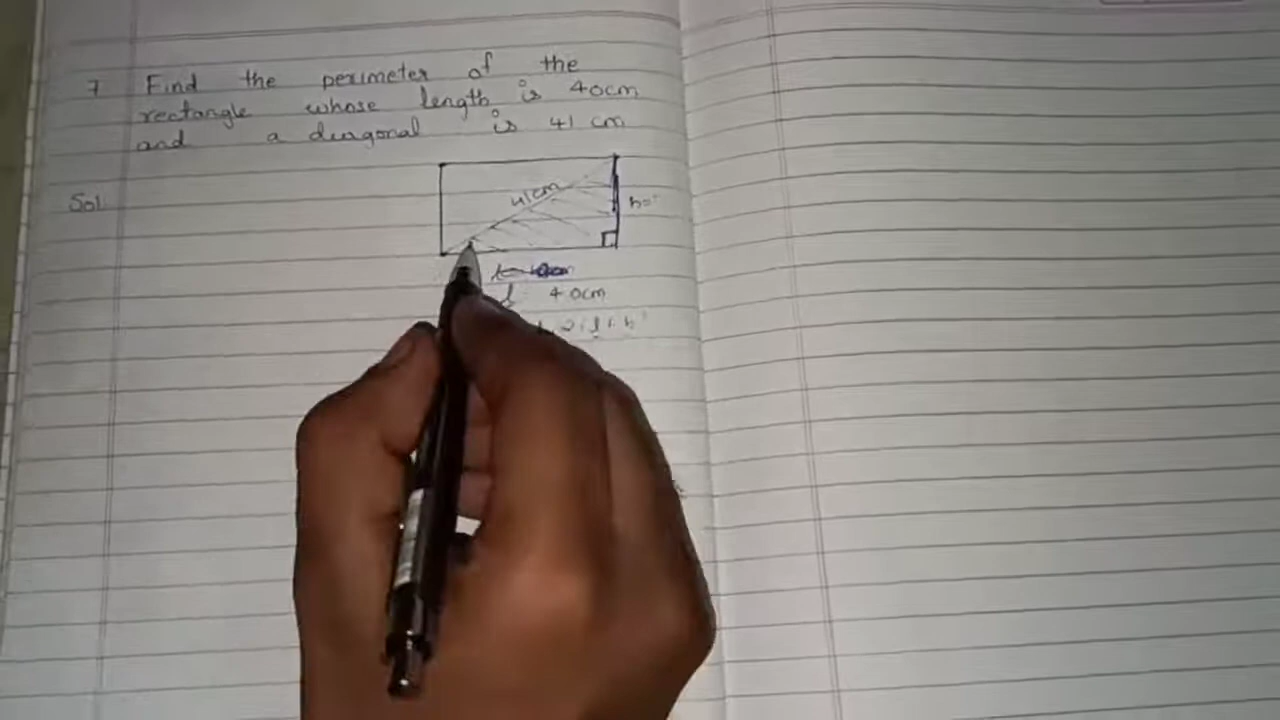 7 Find the perimeter of the
rectangle whose length is 40cm
and a diagonal is 41 cm
Sol
41cm
h=
l 40cm